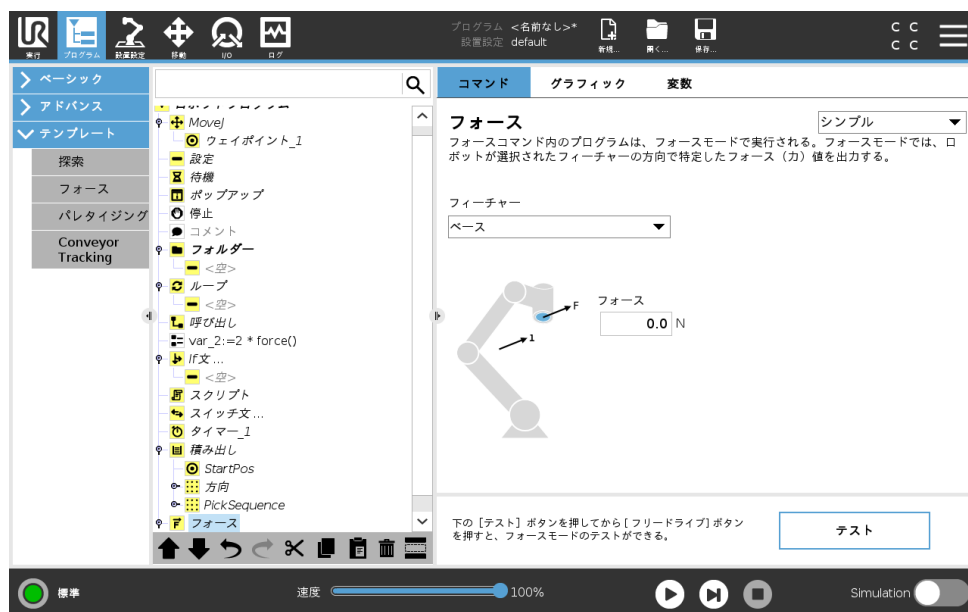 UR
実行
プログラム
設置設定
移動
I/O
ログ
プログラム <名前なし>*
設置設定 default
新規...
開く...
保存...
C C
C C
ベーシック
アドバンス
テンプレート
探索
フォース
パレタイジング
Conveyor
Tracking
ロボットプログラム
MoveJ
ウェイポイント_1
設定
待機
ポップアップ
停止
コメント
フォルダー
<空>
ループ
<空>
呼び出し
var_2:=2 * force()
If文 ...
<空>
スクリプト
スイッチ文 ...
タイマー_1
積み出し
StartPos
方向
PickSequence
フォース
コマンド
グラフィック
変数
フォース
シンプル
フォースコマンド内のプログラムは、フォースモードで実行される。フォースモードでは、ロ
ボットが選択されたフィーチャーの方向で特定したフォース（力）値を出力する。
フィーチャー
ベース
F
1
フォース
0.0 N
下の [テスト] ボタンを押してから [フリードライブ] ボタン
を押すと、フォースモードのテストができる。
テスト
標準
速度
100%
Simulation